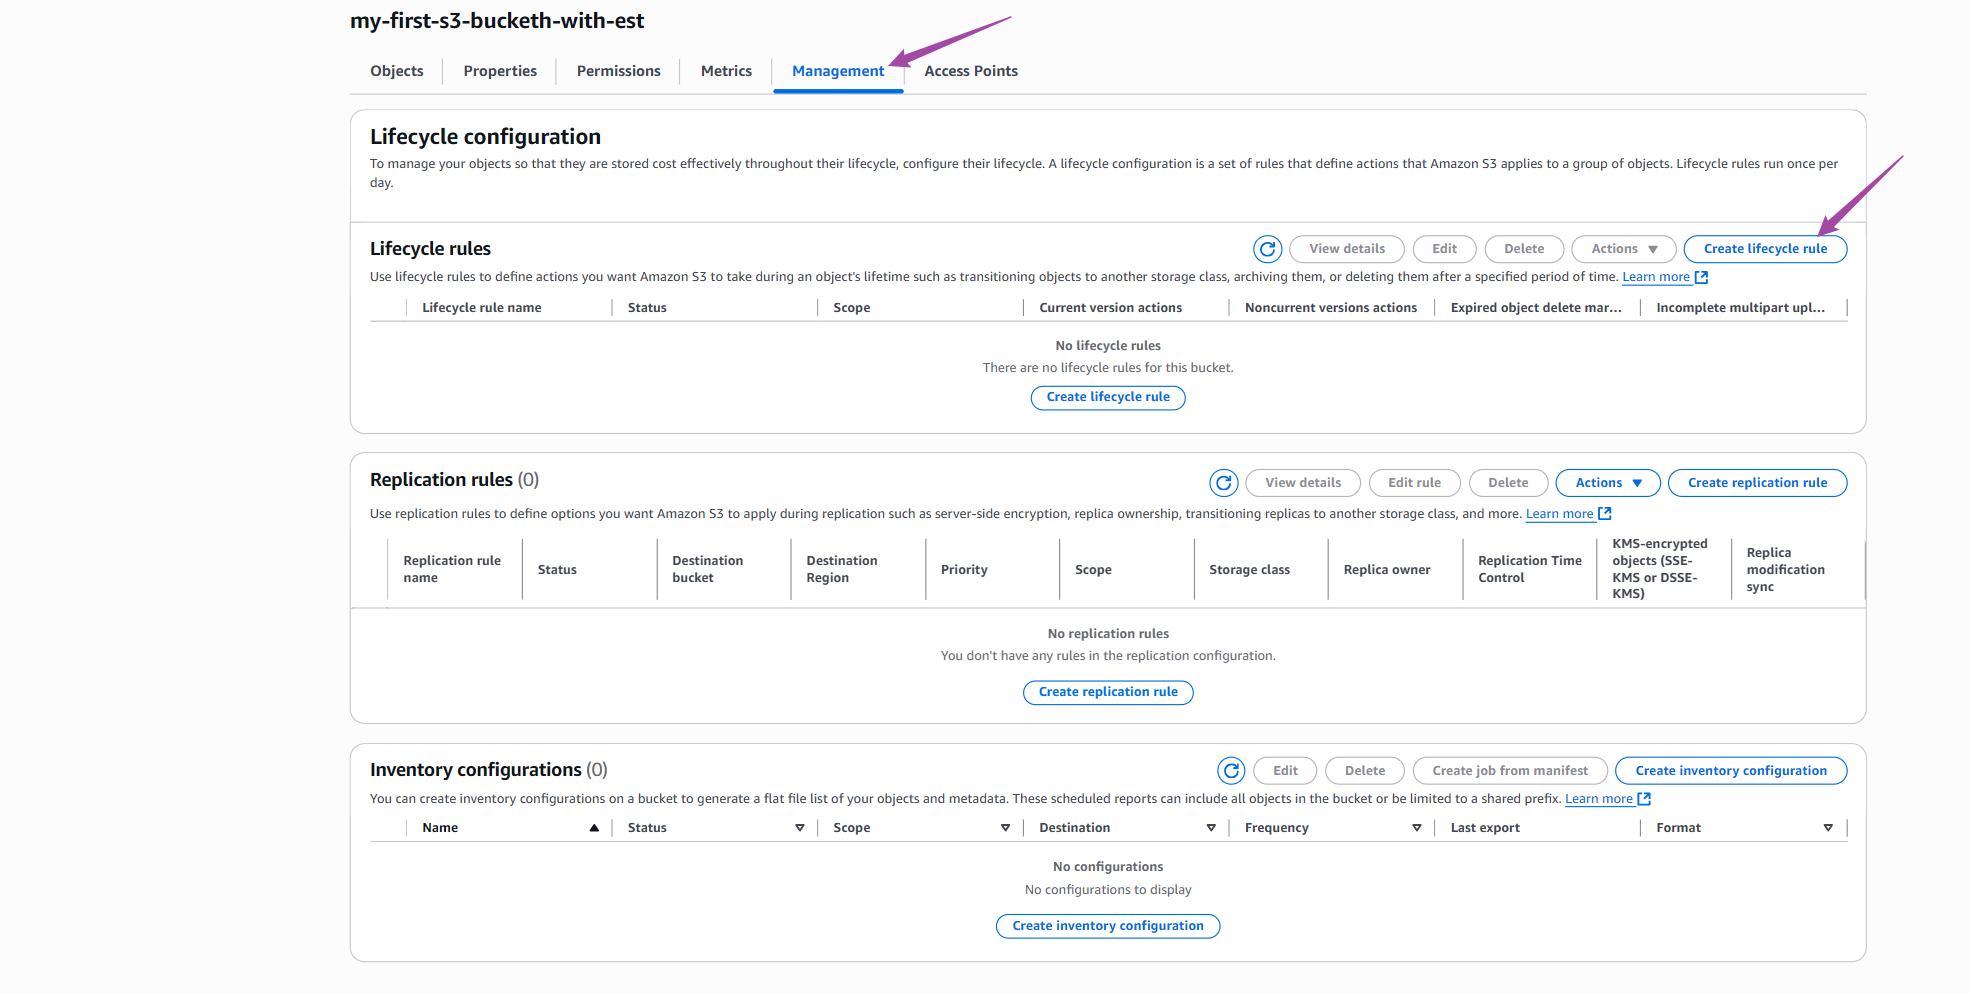 my-first-s3-bucketh-with-est
Objects
Properties
Permissions
Metrics
Management
Access Points
Lifecycle configuration
To manage your objects so that they are stored cost effectively throughout their lifecycle, configure their lifecycle. A lifecycle configuration is a set of rules that define actions that Amazon S3 applies to a group of objects. Lifecycle rules run once per
day.
Lifecycle rules
View details
Edit
Delete
Actions
Create lifecycle rule
Use lifecycle rules to define actions you want Amazon S3 to take during an object's lifetime such as transitioning objects to another storage class, archiving them, or deleting them after a specified period of time. Learn more
Lifecycle rule name
Status
Scope
Current version actions
Noncurrent versions actions
Expired object delete mar...
Incomplete multipart upl...
No lifecycle rules
There are no lifecycle rules for this bucket.
Create lifecycle rule
Replication rules (0)
View details
Edit rule
Delete
Actions
Create replication rule
Use replication rules to define options you want Amazon S3 to apply during replication such as server-side encryption, replica ownership, transitioning replicas to another storage class, and more. Learn more
Replication rule
name
Status
Destination
bucket
Destination
Region
Priority
Scope
Storage class
Replica owner
Replication Time
Control
KMS-encrypted
objects (SSE-
KMS or DSSE-
KMS)
Replica
modification
sync
No replication rules
You don't have any rules in the replication configuration.
Create replication rule
Inventory configurations (0)
Edit
Delete
Create job from manifest
Create inventory configuration
You can create inventory configurations on a bucket to generate a flat file list of your objects and metadata. These scheduled reports can include all objects in the bucket or be limited to a shared prefix. Learn more
Name
Status
Scope
Destination
Frequency
Last export
Format
No configurations
No configurations to display
Create inventory configuration